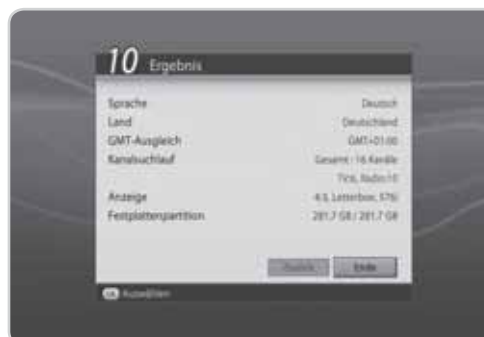 10 Ergebnis
Sprache Deutsch
Land Deutschland
GMT-Ausgleich GMT+01:00
Kanalsuchlauf Gesamt : 16 Kanäle
TV:6, Radio:10
Anzeige 4:3, Letterbox, 576i
Festplattenpartition 281,7 GB / 281,7 GB
Zurück Ende
OK Auswählen